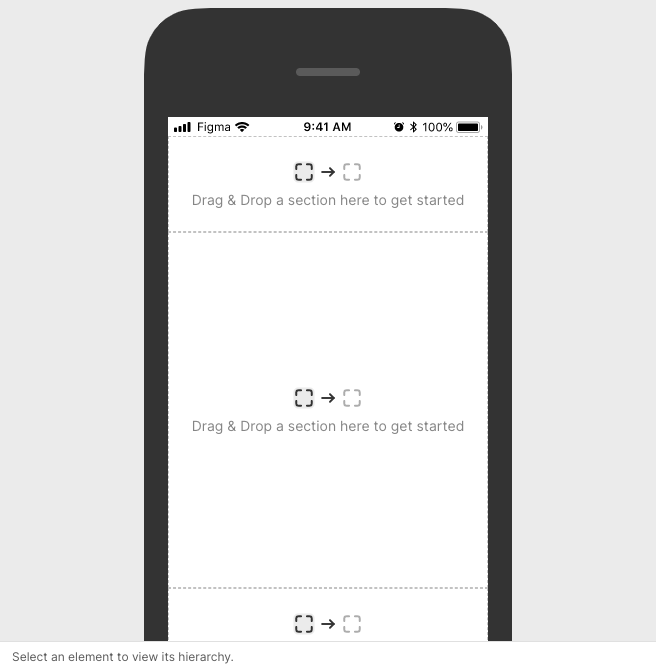 Figma 9:41 AM 100%
Drag & Drop a section here to get started
Drag & Drop a section here to get started
Select an element to view its hierarchy.